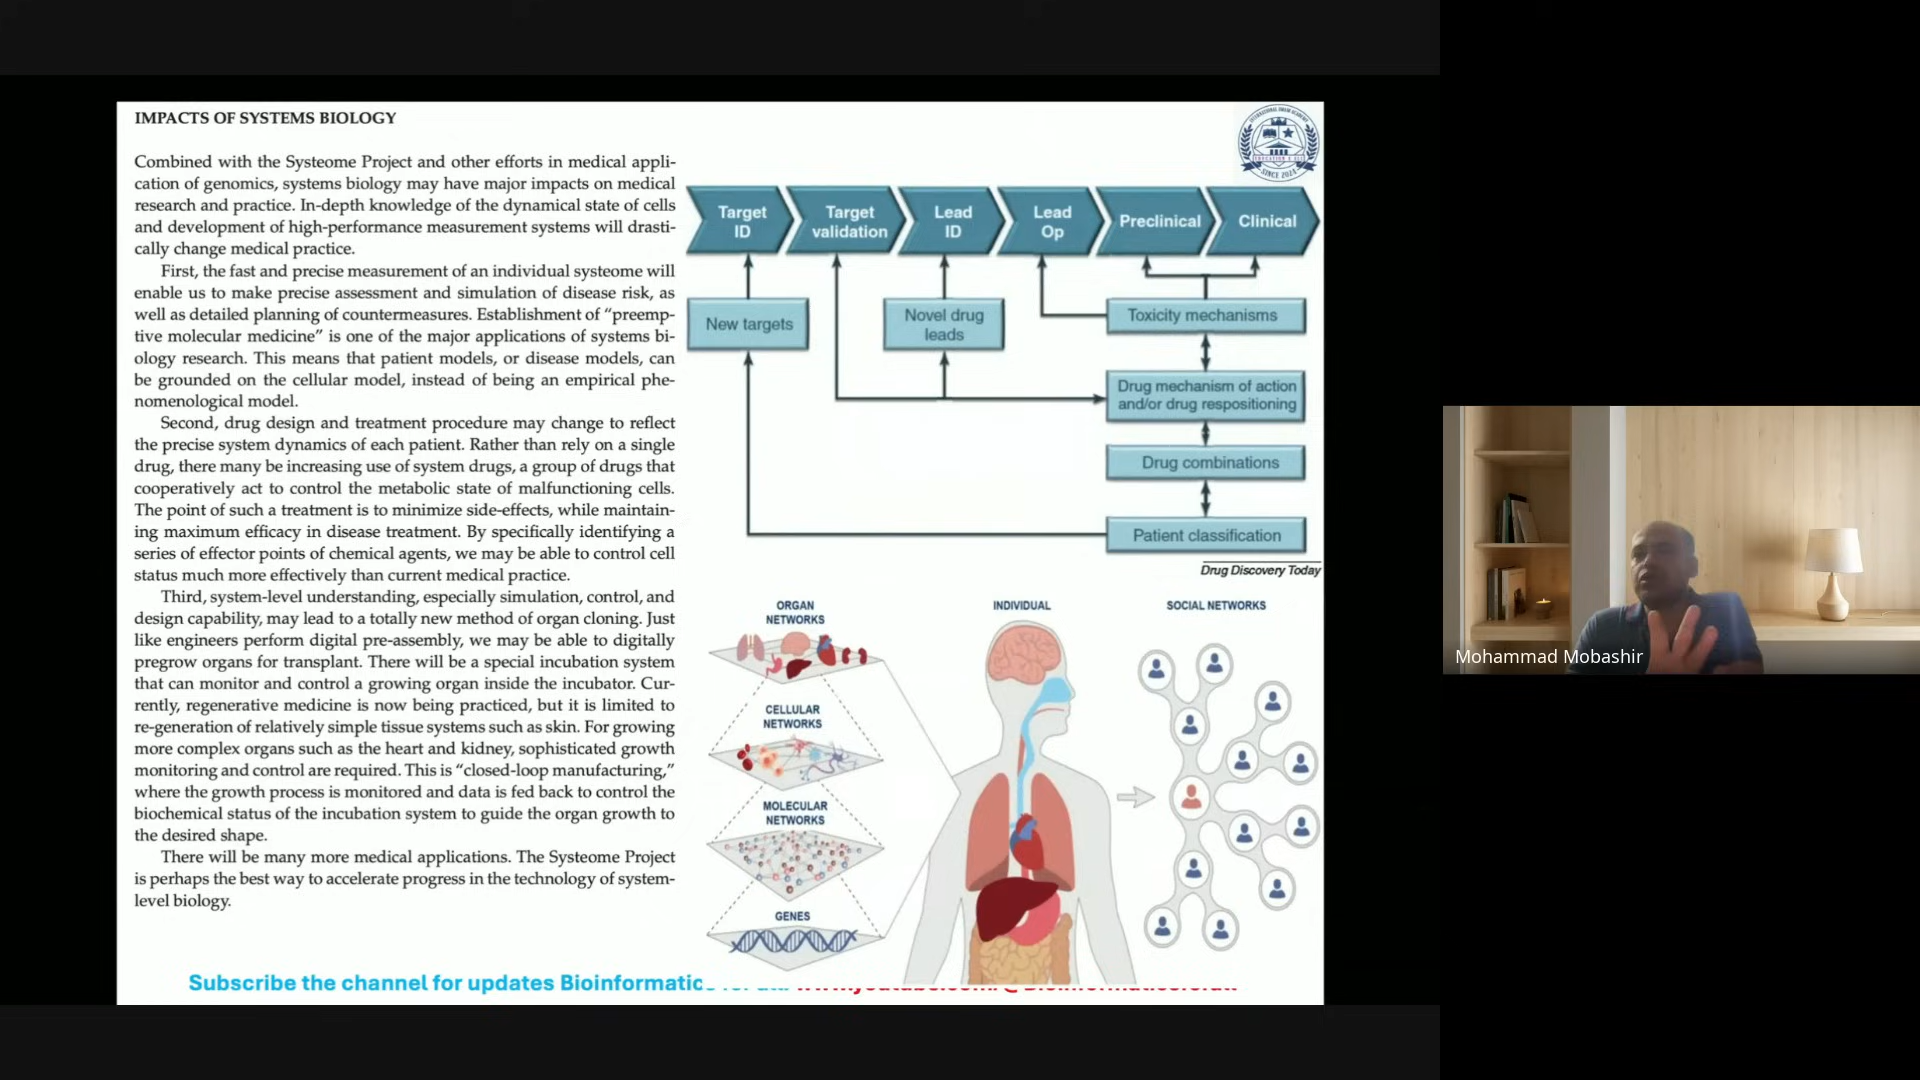 IMPACTS OF SYSTEMS BIOLOGY
Combined with the Systeome Project and other efforts in medical appli-
cation of genomics, systems biology may have major impacts on medical
research and practice. In-depth knowledge of the dynamical state of cells
and development of high-performance measurement systems will drasti-
cally change medical practice.
First, the fast and precise measurement of an individual systeome will
enable us to make precise assessment and simulation of disease risk, as
well as detailed planning of countermeasures. Establishment of “preemp-
tive molecular medicine” is one of the major applications of systems bi-
ology research. This means that patient models, or disease models, can
be grounded on the cellular model, instead of being an empirical phe-
nomenological model.
Second, drug design and treatment procedure may change to reflect
the precise system dynamics of each patient. Rather than rely on a single
drug, there many be increasing use of system drugs, a group of drugs that
cooperatively act to control the metabolic state of malfunctioning cells.
The point of such a treatment is to minimize side-effects, while maintain-
ing maximum efficacy in disease treatment. By specifically identifying a
series of effector points of chemical agents, we may be able to control cell
status much more effectively than current medical practice.
Third, system-level understanding, especially simulation, control, and
design capability, may lead to a totally new method of organ cloning. Just
like engineers perform digital pre-assembly, we may be able to digitally
pregrow organs for transplant. There will be a special incubation system
that can monitor and control a growing organ inside the incubator. Cur-
rently, regenerative medicine is now being practiced, but it is limited to
re-generation of relatively simple tissue systems such as skin. For growing
more complex organs such as the heart and kidney, sophisticated growth
monitoring and control are required. This is “closed-loop manufacturing,”
where the growth process is monitored and data is fed back to control the
biochemical status of the incubation system to guide the organ growth to
the desired shape.
There will be many more medical applications. The Systeome Project
is perhaps the best way to accelerate progress in the technology of system-
level biology.
SINCE 2024
Target
ID
Target
validation
Lead
ID
Lead
Op
Preclinical
Clinical
New targets
Novel drug
leads
Toxicity mechanisms
Drug mechanism of action
and/or drug respositioning
Drug combinations
Patient classification
Drug Discovery Today
ORGAN
NETWORKS
CELLULAR
NETWORKS
MOLECULAR
NETWORKS
GENES
INDIVIDUAL
SOCIAL NETWORKS
Subscribe the channel for updates Bioinformatics
Mohammad Mobashir